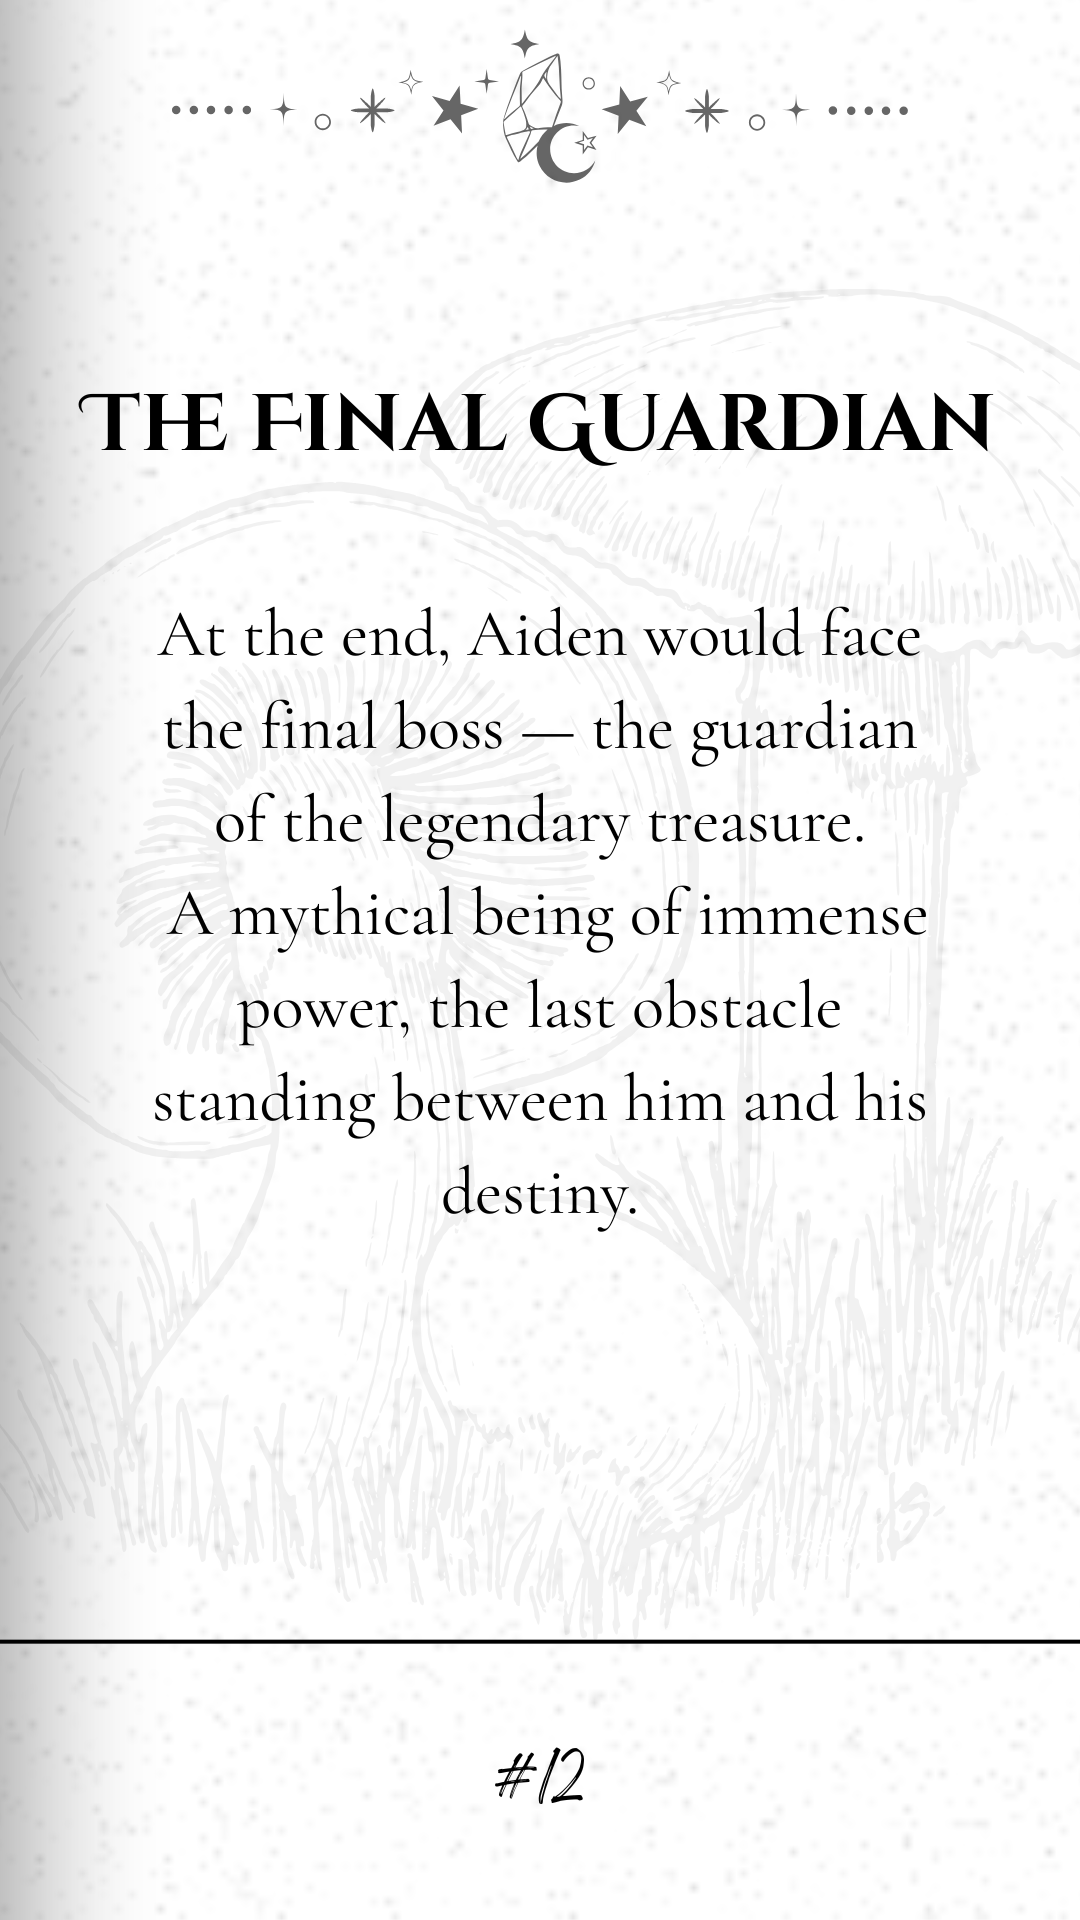 THE FINAL GUARDIAN
At the end, Aiden would face
the final boss — the guardian
of the legendary treasure.
A mythical being of immense
power, the last obstacle
standing between him and his
destiny.
#12